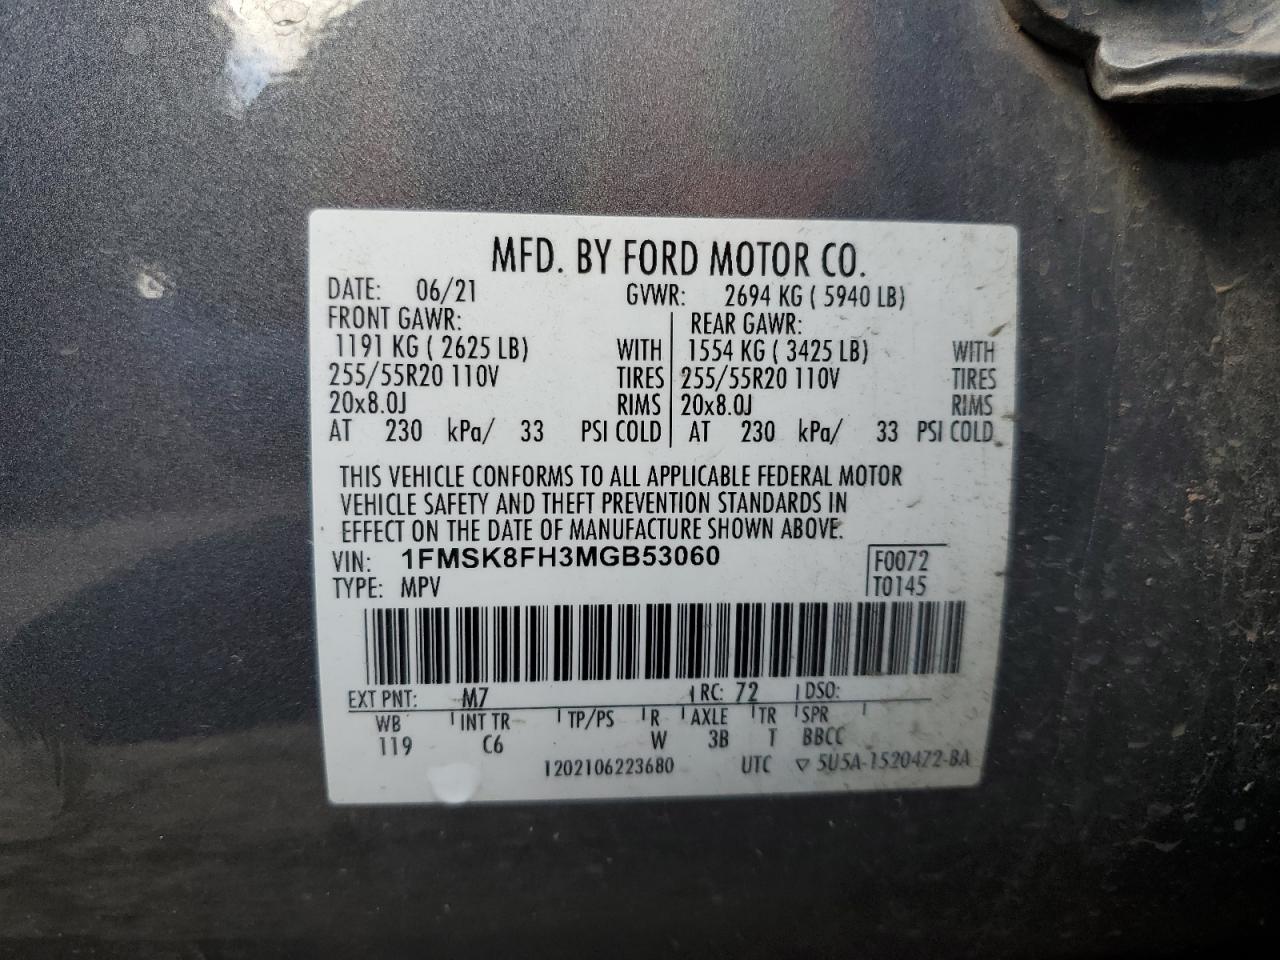 MFD. BY FORD MOTOR CO.
DATE: 06/21 GVWR: 2694 KG ( 5940 LB)
FRONT GAWR: REAR GAWR:
1191 KG ( 2625 LB) WITH 1554 KG ( 3425 LB) WITH
255/55R20 110V TIRES 255/55R20 110V TIRES
20x8.0J RIMS 20x8.0J RIMS
AT 230 kPa/ 33 PSI COLD AT 230 kPa/ 33 PSI COLD
THIS VEHICLE CONFORMS TO ALL APPLICABLE FEDERAL MOTOR
VEHICLE SAFETY AND THEFT PREVENTION STANDARDS IN
EFFECT ON THE DATE OF MANUFACTURE SHOWN ABOVE.
VIN: 1FMSK8FH3MGB53060 F0072
TYPE: MPV T0145
EXT PNT: M7 RC: 72 DSO:
WB INT TR TP/PS R AXLE TR SPR
119 C6 W 3B T BBCC
1202106223680 UTC ▽ 5U5A-1520472-BA